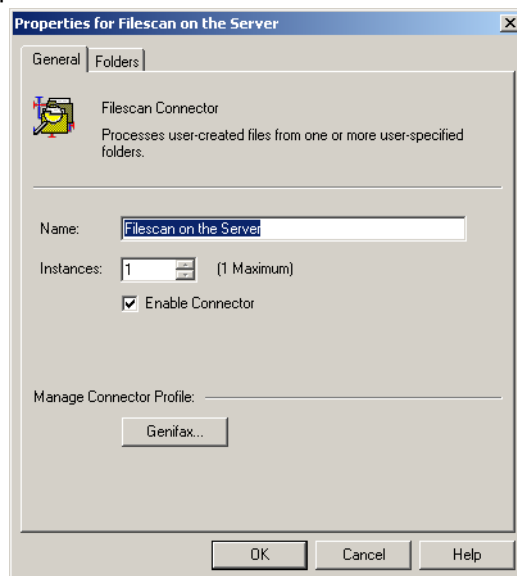 Properties for Filescan on the Server
General
Folders
Filescan Connector
Processes user-created files from one or more user-specified
folders.
Name:
Filescan on the Server
Instances:
1
(1 Maximum)
Enable Connector
Manage Connector Profile:
Genifax...
OK
Cancel
Help